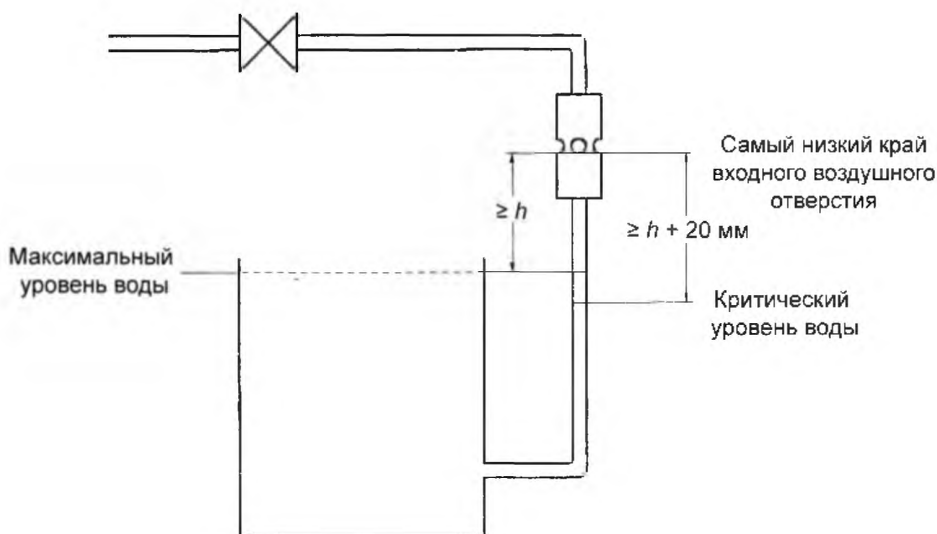 Самый низкий край
входного воздушного
отверстия
≥ h
≥ h + 20 мм
Максимальный
уровень воды
Критический
уровень воды